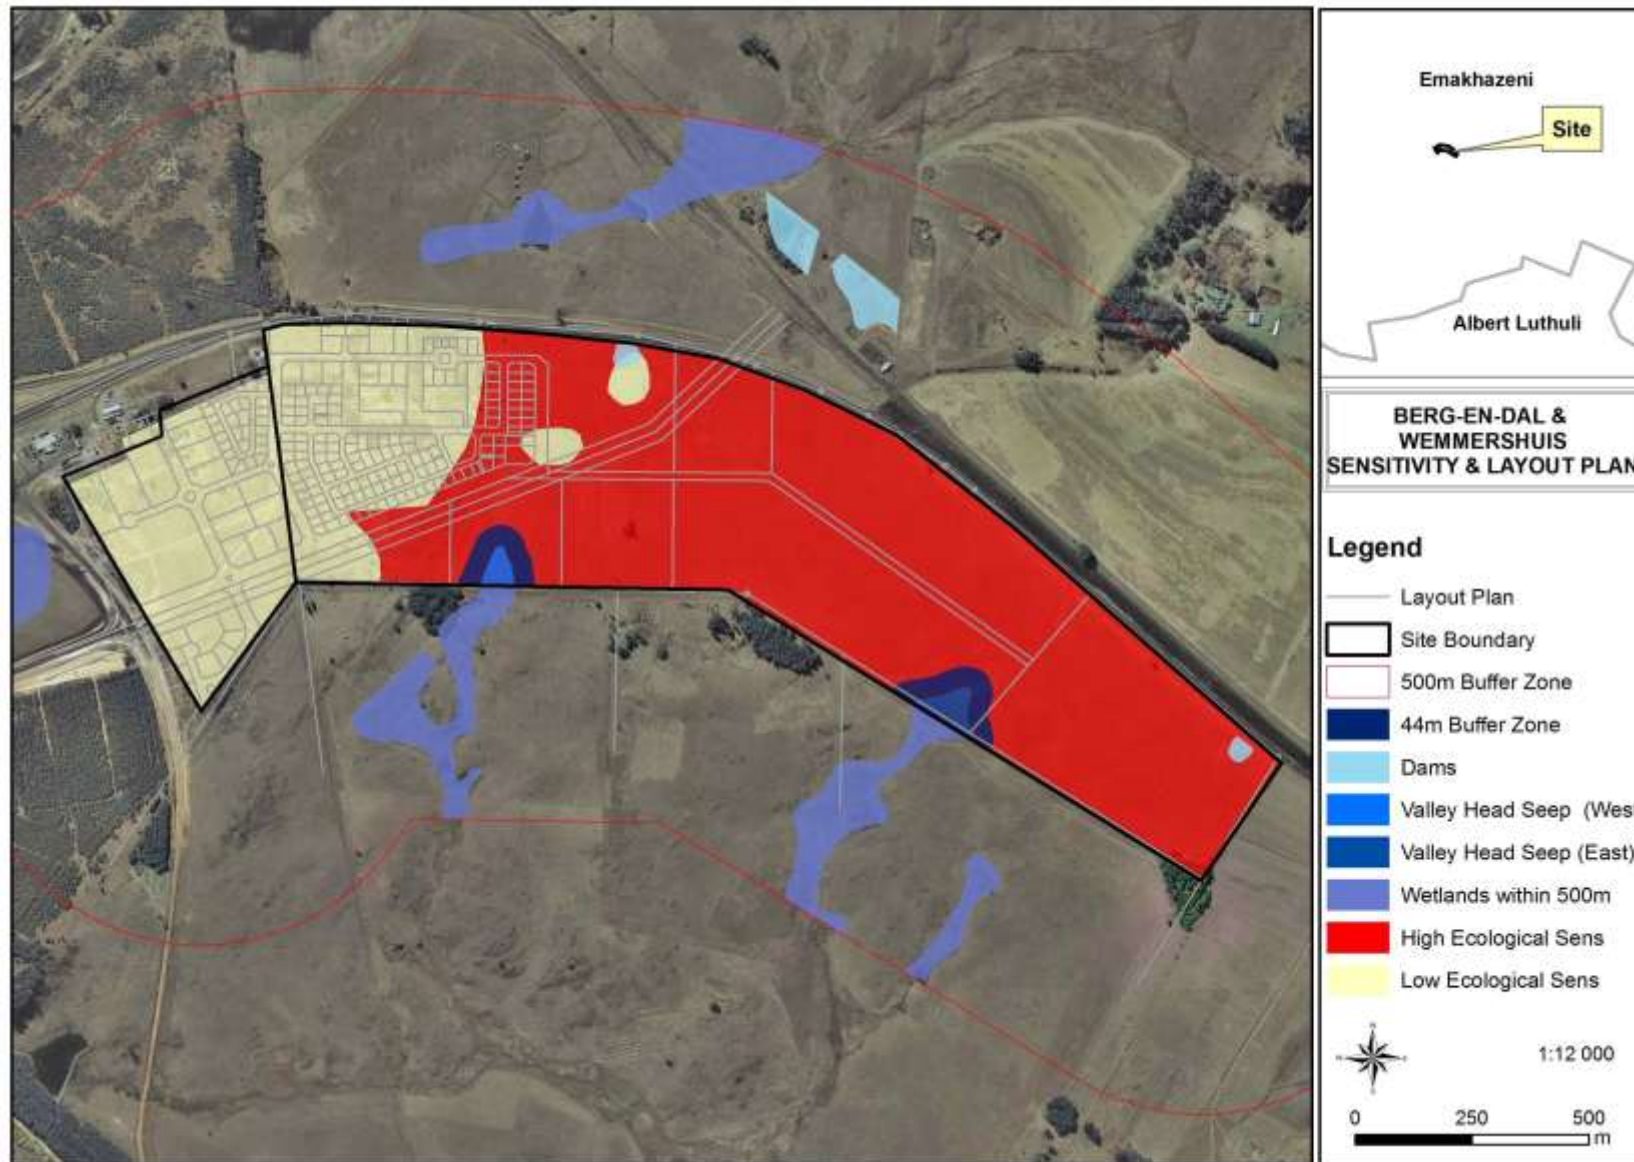 Emakhazeni
Site
Albert Luthuli
BERG-EN-DAL &
WEMMERSHUIS
SENSITIVITY & LAYOUT PLAN
Legend
Layout Plan
Site Boundary
500m Buffer Zone
44m Buffer Zone
Dams
Valley Head Seep (Wes
Valley Head Seep (East)
Wetlands within 500m
High Ecological Sens
Low Ecological Sens
1:12 000
0 250 500
m